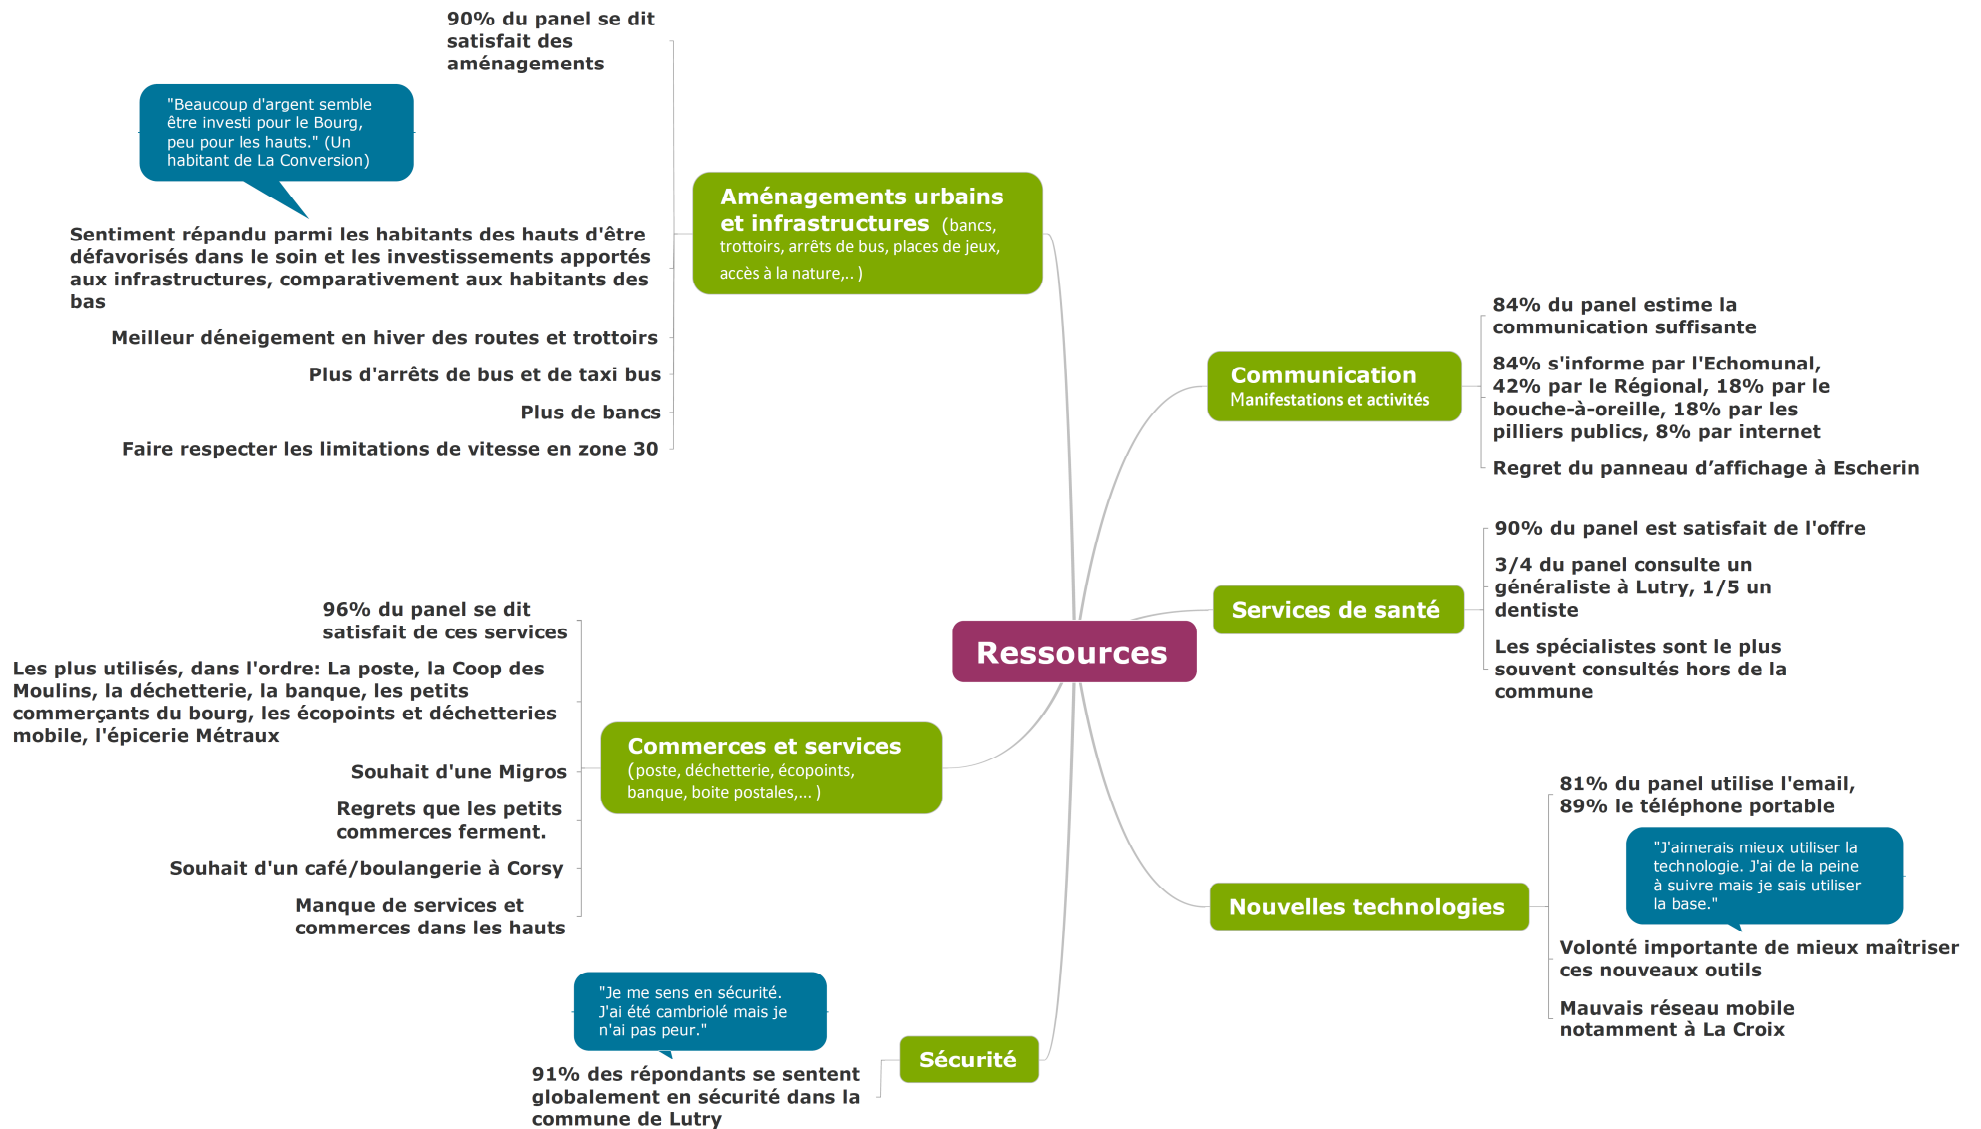 90% du panel se dit
satisfait des
aménagements
"Beaucoup d'argent semble
être investi pour le Bourg,
peu pour les hauts." (Un
habitant de La Conversion)
Sentiment répandu parmi les habitants des hauts d'être
défavorisés dans le soin et les investissements apportés
aux infrastructures, comparativement aux habitants des
bas
Meilleur déneigement en hiver des routes et trottoirs
Plus d'arrêts de bus et de taxi bus
Plus de bancs
Faire respecter les limitations de vitesse en zone 30
Aménagements urbains
et infrastructures (bancs,
trottoirs, arrêts de bus, places de jeux,
accès à la nature,.. )
Communication
Manifestations et activités
84% du panel estime la
communication suffisante
84% s'informe par l'Echomunal,
42% par le Régional, 18% par le
bouche-à-oreille, 18% par les
pilliers publics, 8% par internet
Regret du panneau d’affichage à Escherin
Services de santé
90% du panel est satisfait de l'offre
3/4 du panel consulte un
généraliste à Lutry, 1/5 un
dentiste
Les spécialistes sont le plus
souvent consultés hors de la
commune
Ressources
96% du panel se dit
satisfait de ces services
Les plus utilisés, dans l'ordre: La poste, la Coop des
Moulins, la déchetterie, la banque, les petits
commerçants du bourg, les écopoints et déchetteries
mobile, l'épicerie Métraux
Souhait d'une Migros
Regrets que les petits
commerces ferment.
Souhait d'un café/boulangerie à Corsy
Manque de services et
commerces dans les hauts
Commerces et services
(poste, déchetterie, écopoints,
banque, boite postales,... )
Nouvelles technologies
81% du panel utilise l'email,
89% le téléphone portable
"J'aimerais mieux utiliser la
technologie. J'ai de la peine
à suivre mais je sais utiliser
la base."
Volonté importante de mieux maîtriser
ces nouveaux outils
Mauvais réseau mobile
notamment à La Croix
"Je me sens en sécurité.
J'ai été cambriolé mais je
n'ai pas peur."
91% des répondants se sentent
globalement en sécurité dans la
commune de Lutry
Sécurité